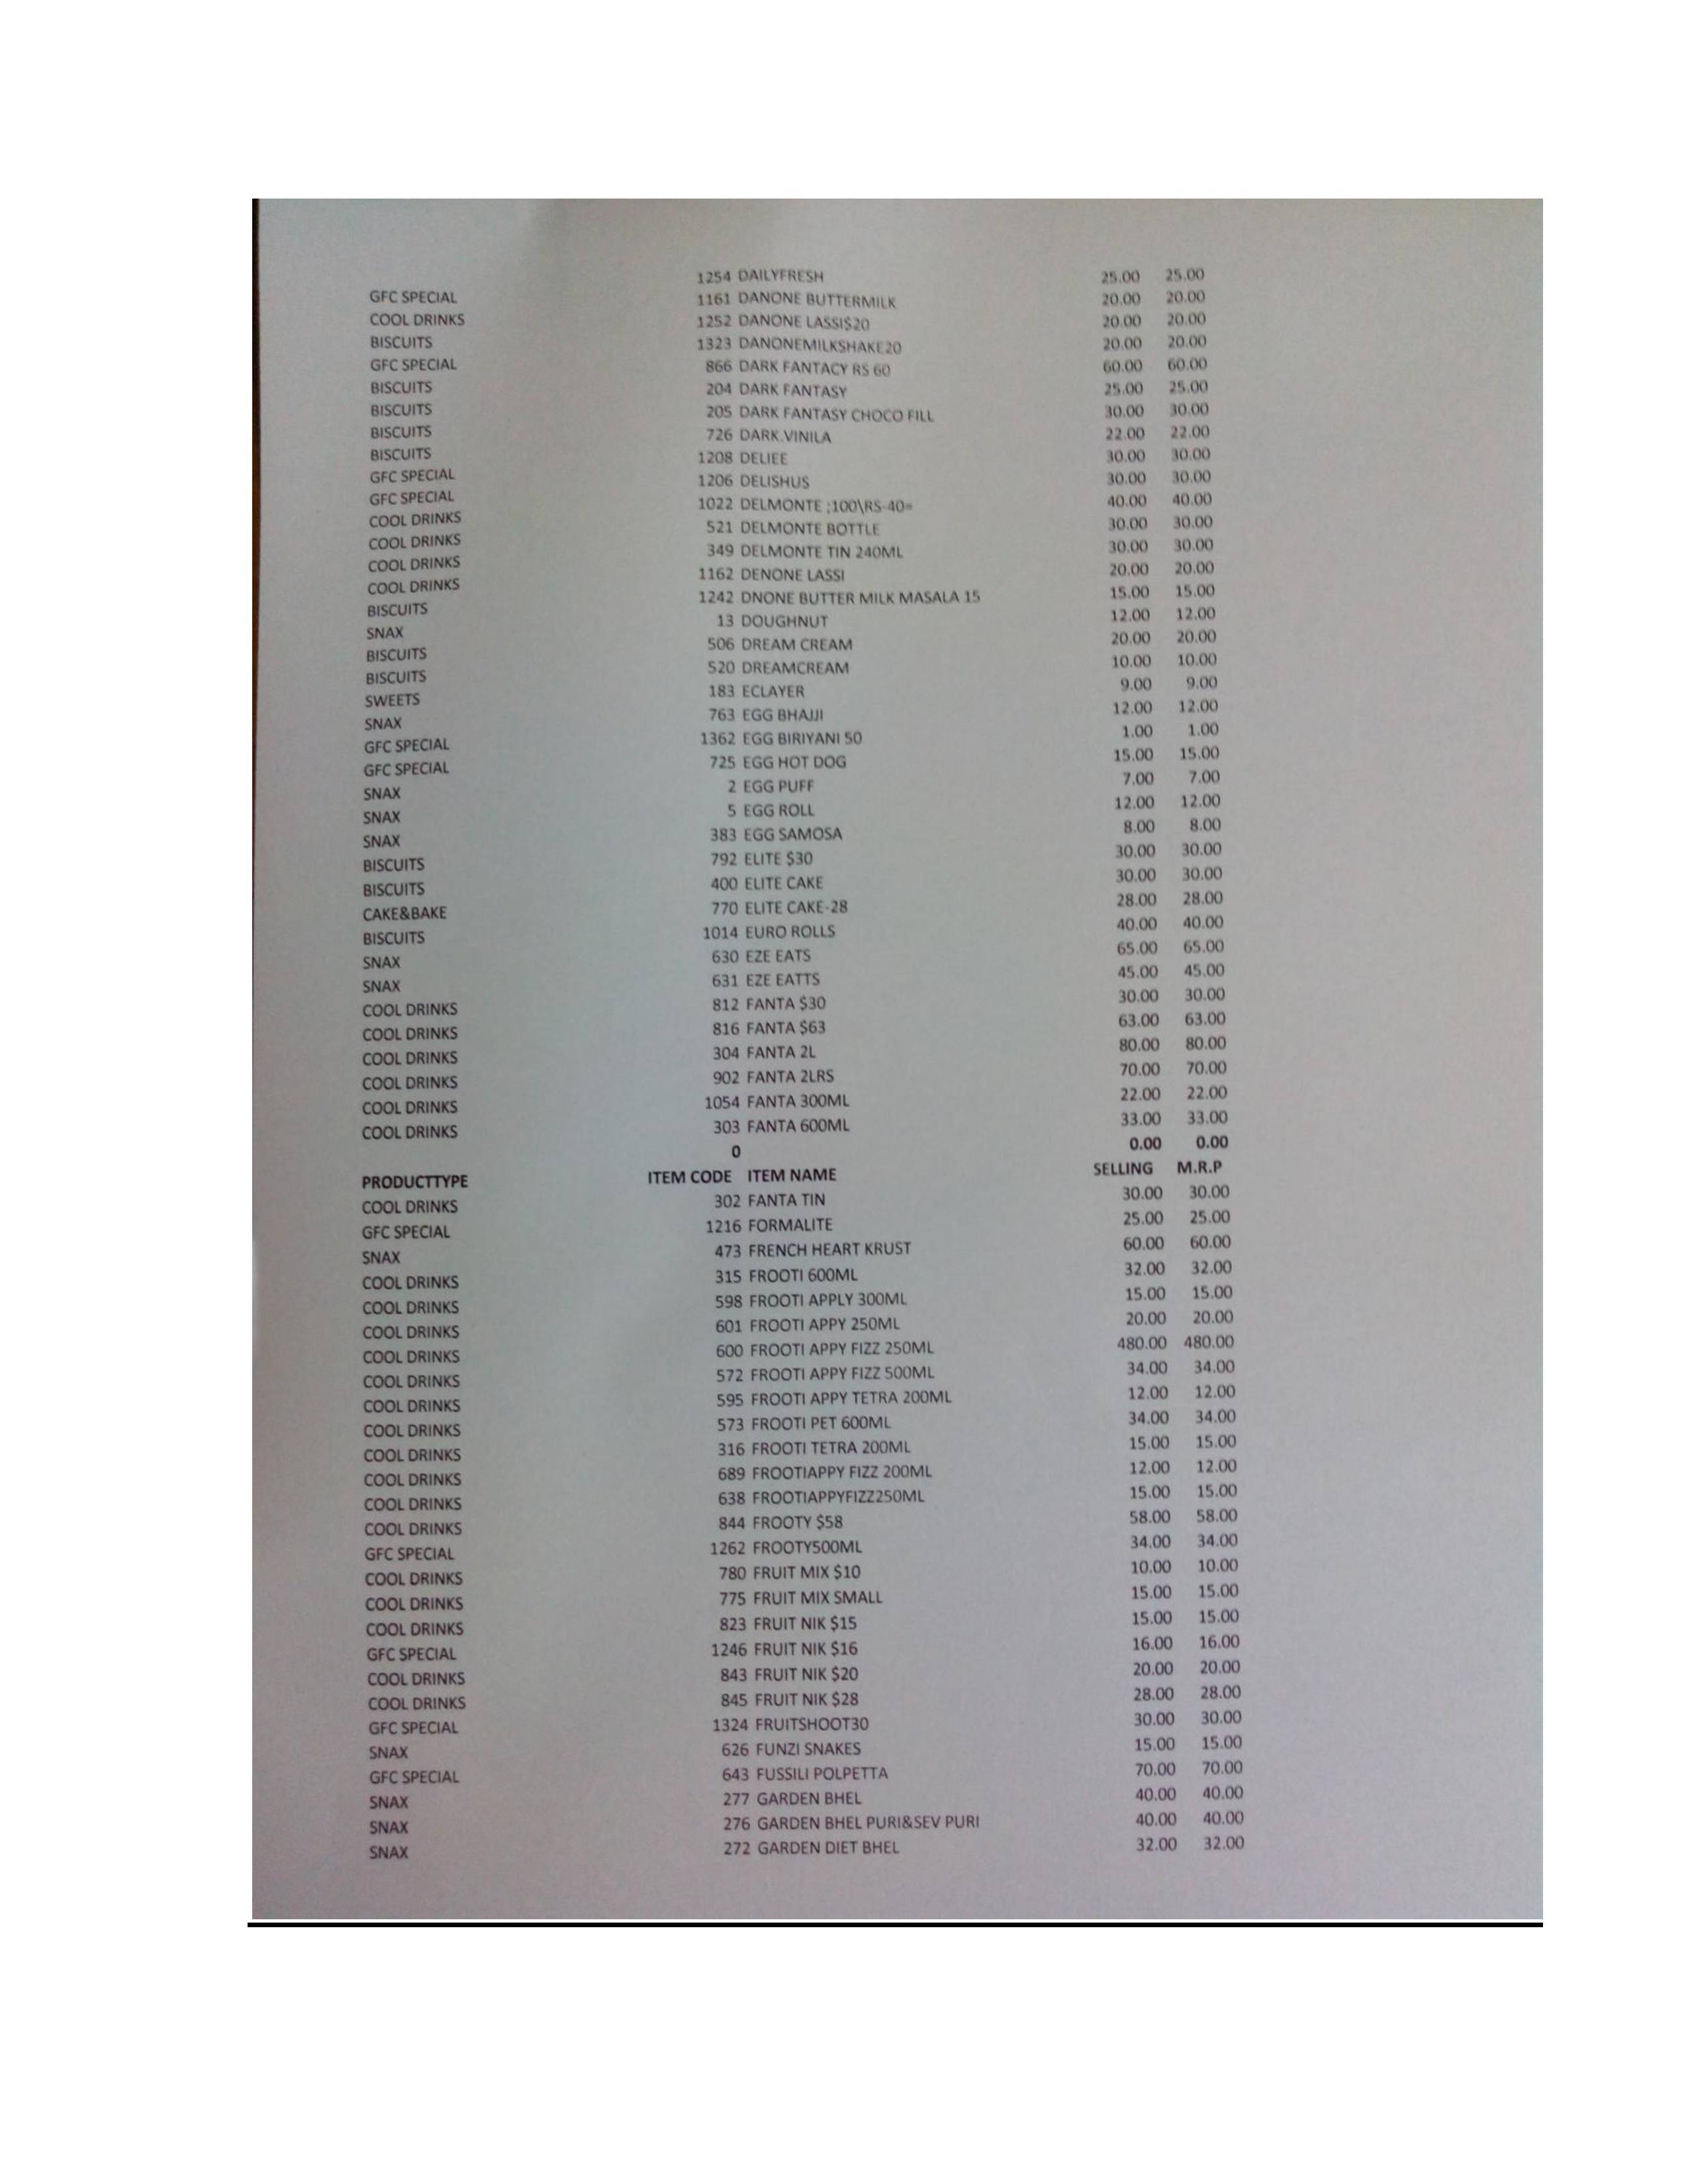 GFC SPECIAL 1254 DAILYFRESH 25.00 25.00
COOL DRINKS 1161 DANONE BUTTERMILK 20.00 20.00
BISCUITS 1252 DANONE LASSI$20 20.00 20.00
GFC SPECIAL 1323 DANONEMILKSHAKE20 20.00 20.00
BISCUITS 866 DARK FANTACY RS 60 60.00 60.00
BISCUITS 204 DARK FANTASY 25.00 25.00
BISCUITS 205 DARK FANTASY CHOCO FILL 30.00 30.00
BISCUITS 726 DARK.VINILA 22.00 22.00
GFC SPECIAL 1208 DELIEE 30.00 30.00
GFC SPECIAL 1206 DELISHUS 30.00 30.00
COOL DRINKS 1022 DELMONTE ;100\RS-40= 40.00 40.00
COOL DRINKS 521 DELMONTE BOTTLE 30.00 30.00
COOL DRINKS 349 DELMONTE TIN 240ML 30.00 30.00
COOL DRINKS 1162 DENONE LASSI 20.00 20.00
BISCUITS 1242 DNONE BUTTER MILK MASALA 15 15.00 15.00
SNAX 13 DOUGHNUT 12.00 12.00
BISCUITS 506 DREAM CREAM 20.00 20.00
BISCUITS 520 DREAMCREAM 10.00 10.00
SWEETS 183 ECLAYER 9.00 9.00
SNAX 763 EGG BHAJJI 12.00 12.00
GFC SPECIAL 1362 EGG BIRIYANI 50 1.00 1.00
GFC SPECIAL 725 EGG HOT DOG 15.00 15.00
SNAX 2 EGG PUFF 7.00 7.00
SNAX 5 EGG ROLL 12.00 12.00
SNAX 383 EGG SAMOSA 8.00 8.00
BISCUITS 792 ELITE $30 30.00 30.00
BISCUITS 400 ELITE CAKE 30.00 30.00
CAKE&BAKE 770 ELITE CAKE-28 28.00 28.00
BISCUITS 1014 EURO ROLLS 40.00 40.00
SNAX 630 EZE EATS 65.00 65.00
SNAX 631 EZE EATTS 45.00 45.00
COOL DRINKS 812 FANTA $30 30.00 30.00
COOL DRINKS 816 FANTA $63 63.00 63.00
COOL DRINKS 304 FANTA 2L 80.00 80.00
COOL DRINKS 902 FANTA 2LRS 70.00 70.00
COOL DRINKS 1054 FANTA 300ML 22.00 22.00
COOL DRINKS 303 FANTA 600ML 33.00 33.00
0 0.00 0.00
PRODUCTTYPE ITEM CODE ITEM NAME SELLING M.R.P
COOL DRINKS 302 FANTA TIN 30.00 30.00
GFC SPECIAL 1216 FORMALITE 25.00 25.00
SNAX 473 FRENCH HEART KRUST 60.00 60.00
COOL DRINKS 315 FROOTI 600ML 32.00 32.00
COOL DRINKS 598 FROOTI APPLY 300ML 15.00 15.00
COOL DRINKS 601 FROOTI APPY 250ML 20.00 20.00
COOL DRINKS 600 FROOTI APPY FIZZ 250ML 480.00 480.00
COOL DRINKS 572 FROOTI APPY FIZZ 500ML 34.00 34.00
COOL DRINKS 595 FROOTI APPY TETRA 200ML 12.00 12.00
COOL DRINKS 573 FROOTI PET 600ML 34.00 34.00
COOL DRINKS 316 FROOTI TETRA 200ML 15.00 15.00
COOL DRINKS 689 FROOTIAPPY FIZZ 200ML 12.00 12.00
COOL DRINKS 638 FROOTIAPPYFIZZ250ML 15.00 15.00
COOL DRINKS 844 FROOTY $58 58.00 58.00
GFC SPECIAL 1262 FROOTY500ML 34.00 34.00
COOL DRINKS 780 FRUIT MIX $10 10.00 10.00
COOL DRINKS 775 FRUIT MIX SMALL 15.00 15.00
COOL DRINKS 823 FRUIT NIK $15 15.00 15.00
GFC SPECIAL 1246 FRUIT NIK $16 16.00 16.00
COOL DRINKS 843 FRUIT NIK $20 20.00 20.00
COOL DRINKS 845 FRUIT NIK $28 28.00 28.00
GFC SPECIAL 1324 FRUITSHOOT30 30.00 30.00
SNAX 626 FUNZI SNAKES 15.00 15.00
GFC SPECIAL 643 FUSSILI POLPETTA 70.00 70.00
SNAX 277 GARDEN BHEL 40.00 40.00
SNAX 276 GARDEN BHEL PURI&SEV PURI 40.00 40.00
SNAX 272 GARDEN DIET BHEL 32.00 32.00